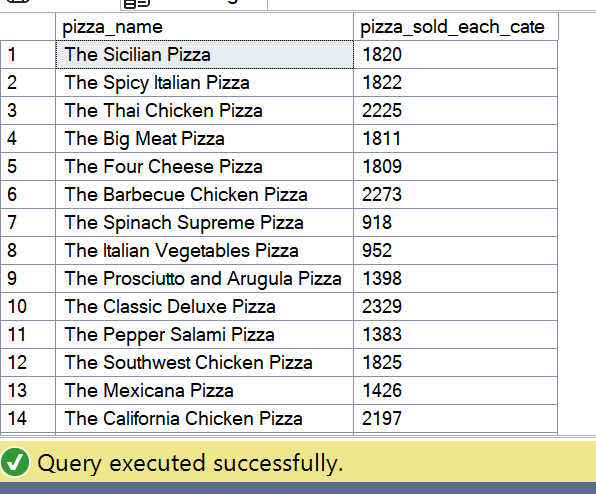 pizza_name pizza_sold_each_cate
1 The Sicilian Pizza 1820
2 The Spicy Italian Pizza 1822
3 The Thai Chicken Pizza 2225
4 The Big Meat Pizza 1811
5 The Four Cheese Pizza 1809
6 The Barbecue Chicken Pizza 2273
7 The Spinach Supreme Pizza 918
8 The Italian Vegetables Pizza 952
9 The Prosciutto and Arugula Pizza 1398
10 The Classic Deluxe Pizza 2329
11 The Pepper Salami Pizza 1383
12 The Southwest Chicken Pizza 1825
13 The Mexicana Pizza 1426
14 The California Chicken Pizza 2197
Query executed successfully.